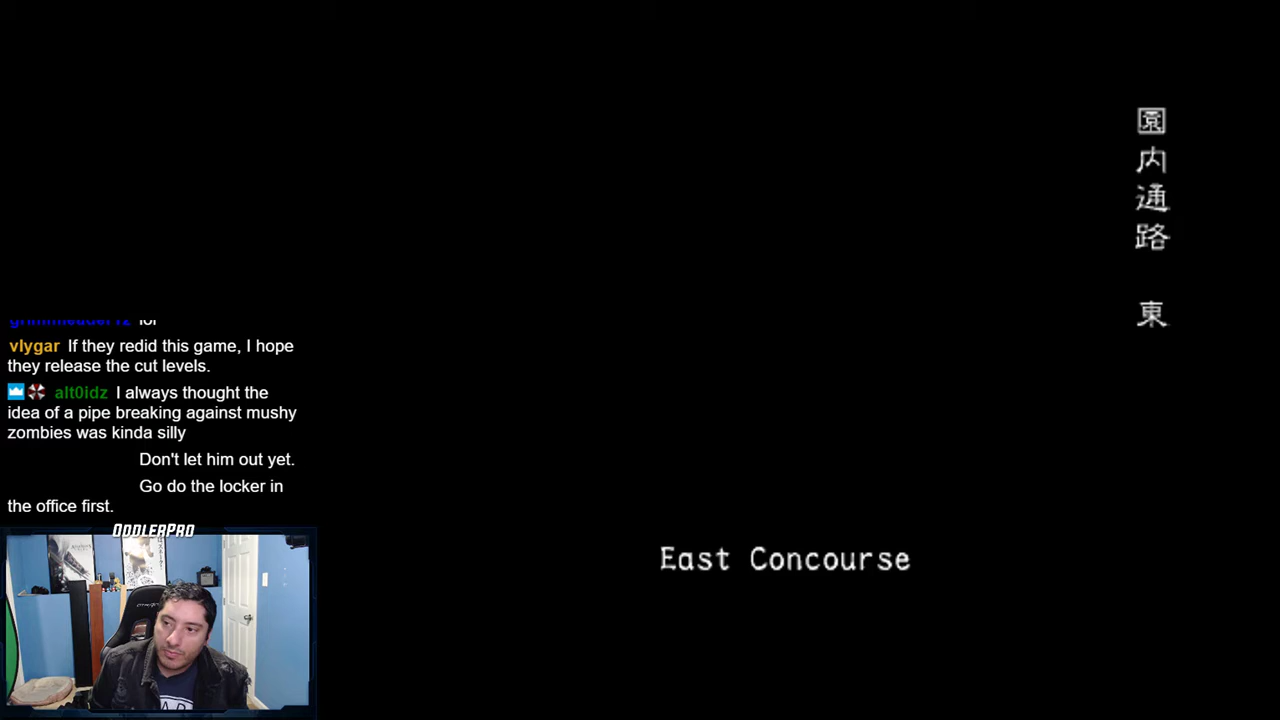 園内通路 東
lol
vlygar If they redid this game, I hope
they release the cut levels.
alt0idz I always thought the
idea of a pipe breaking against mushy
zombies was kinda silly
Don't let him out yet.
Go do the locker in
the office first.
ODDLERPRO
East Concourse